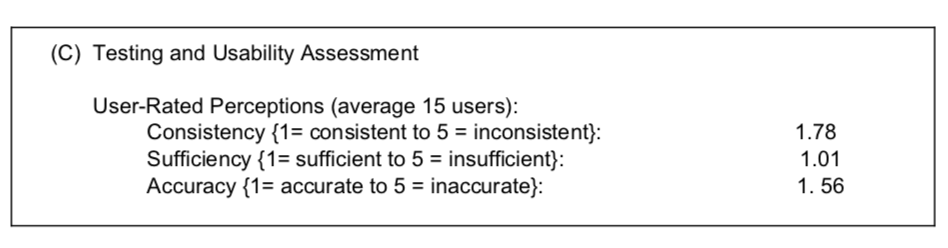 (C) Testing and Usability Assessment
User-Rated Perceptions (average 15 users):
Consistency {1= consistent to 5 = inconsistent}: 1.78
Sufficiency {1= sufficient to 5 = insufficient}: 1.01
Accuracy {1= accurate to 5 = inaccurate}: 1. 56